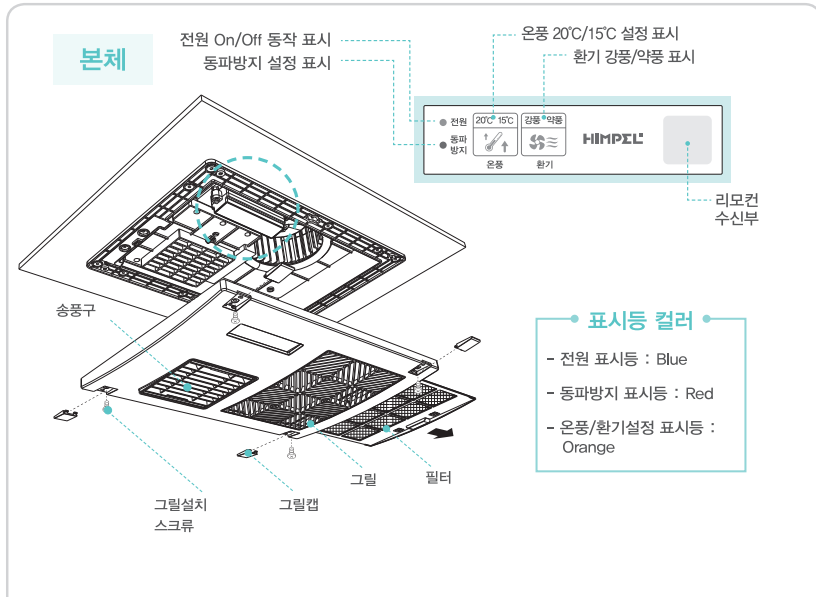 본체
전원 On/Off 동작 표시
동파방지 설정 표시
온풍 20℃/15℃ 설정 표시
환기 강풍/약풍 표시
전원
20℃ 15℃
강풍 약풍
동파
방지
온풍
환기
HIMPEL
리모컨
수신부
송풍구
그릴설치
스크류
그릴캡
그릴
필터
표시등 컬러
- 전원 표시등 : Blue
- 동파방지 표시등 : Red
- 온풍/환기설정 표시등 :
Orange